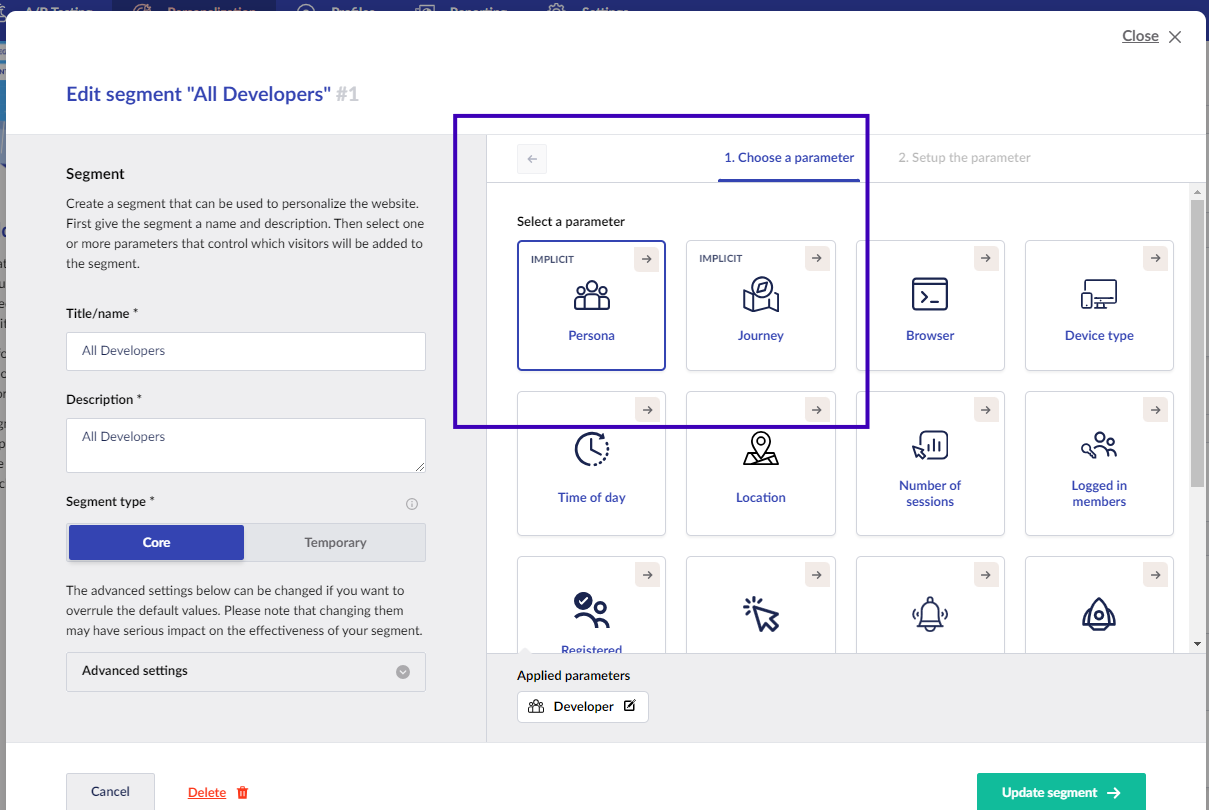 A/B Testing
Personalization
Profiles
Reporting
Settings
Close
Edit segment "All Developers" #1
Segment
Create a segment that can be used to personalize the website.
First give the segment a name and description. Then select one
or more parameters that control which visitors will be added to
the segment.
Title/name *
All Developers
Description *
All Developers
Segment type *
Core
Temporary
The advanced settings below can be changed if you want to
overrule the default values. Please note that changing them
may have serious impact on the effectiveness of your segment.
Advanced settings
1. Choose a parameter
2. Setup the parameter
Select a parameter
IMPLICIT
Persona
IMPLICIT
Journey
Browser
Device type
Time of day
Location
Number of
sessions
Logged in
members
Registered
Applied parameters
Developer
Cancel
Delete
Update segment